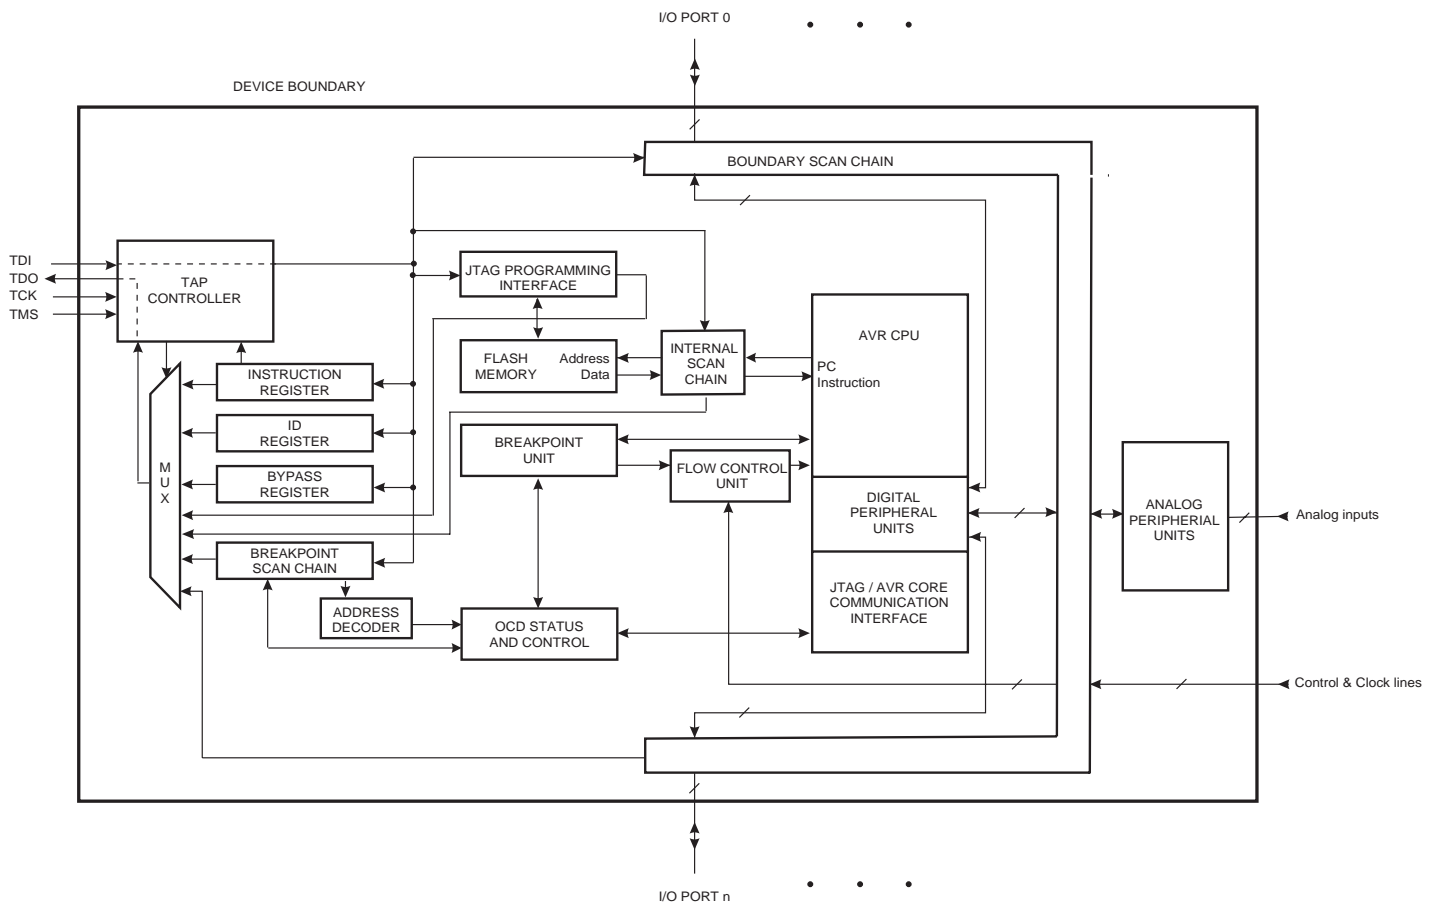 I/O PORT 0
DEVICE BOUNDARY
BOUNDARY SCAN CHAIN
TDI
TDO
TCK
TMS
TAP
CONTROLLER
JTAG PROGRAMMING
INTERFACE
AVR CPU
FLASH
MEMORY
Address
Data
INTERNAL
SCAN
CHAIN
PC
Instruction
INSTRUCTION
REGISTER
ID
REGISTER
BREAKPOINT
UNIT
FLOW CONTROL
UNIT
M
U
X
BYPASS
REGISTER
DIGITAL
PERIPHERAL
UNITS
ANALOG
PERIPHERIAL
UNITS
Analog inputs
BREAKPOINT
SCAN CHAIN
JTAG / AVR CORE
COMMUNICATION
INTERFACE
ADDRESS
DECODER
OCD STATUS
AND CONTROL
Control & Clock lines
I/O PORT n